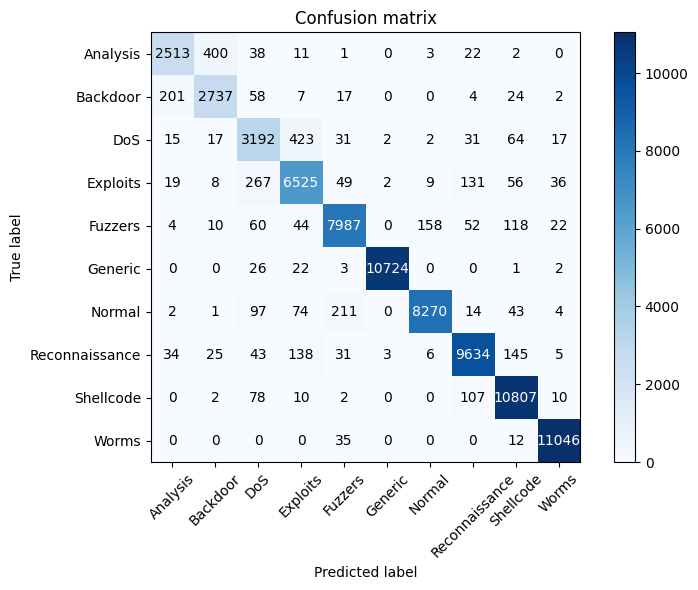 Confusion matrix
Analysis 2513 400 38 11 1 0 3 22 2 0
Backdoor 201 2737 58 7 17 0 0 4 24 2
DoS 15 17 3192 423 31 2 2 31 64 17
Exploits 19 8 267 6525 49 2 9 131 56 36
Fuzzers 4 10 60 44 7987 0 158 52 118 22
Generic 0 0 26 22 3 10724 0 0 1 2
Normal 2 1 97 74 211 0 8270 14 43 4
Reconnaissance 34 25 43 138 31 3 6 9634 145 5
Shellcode 0 2 78 10 2 0 0 107 10807 10
Worms 0 0 0 0 35 0 0 0 12 11046
Analysis Backdoor DoS Exploits Fuzzers Generic Normal Reconnaissance Shellcode Worms
Predicted label
True label
10000
8000
6000
4000
2000
0